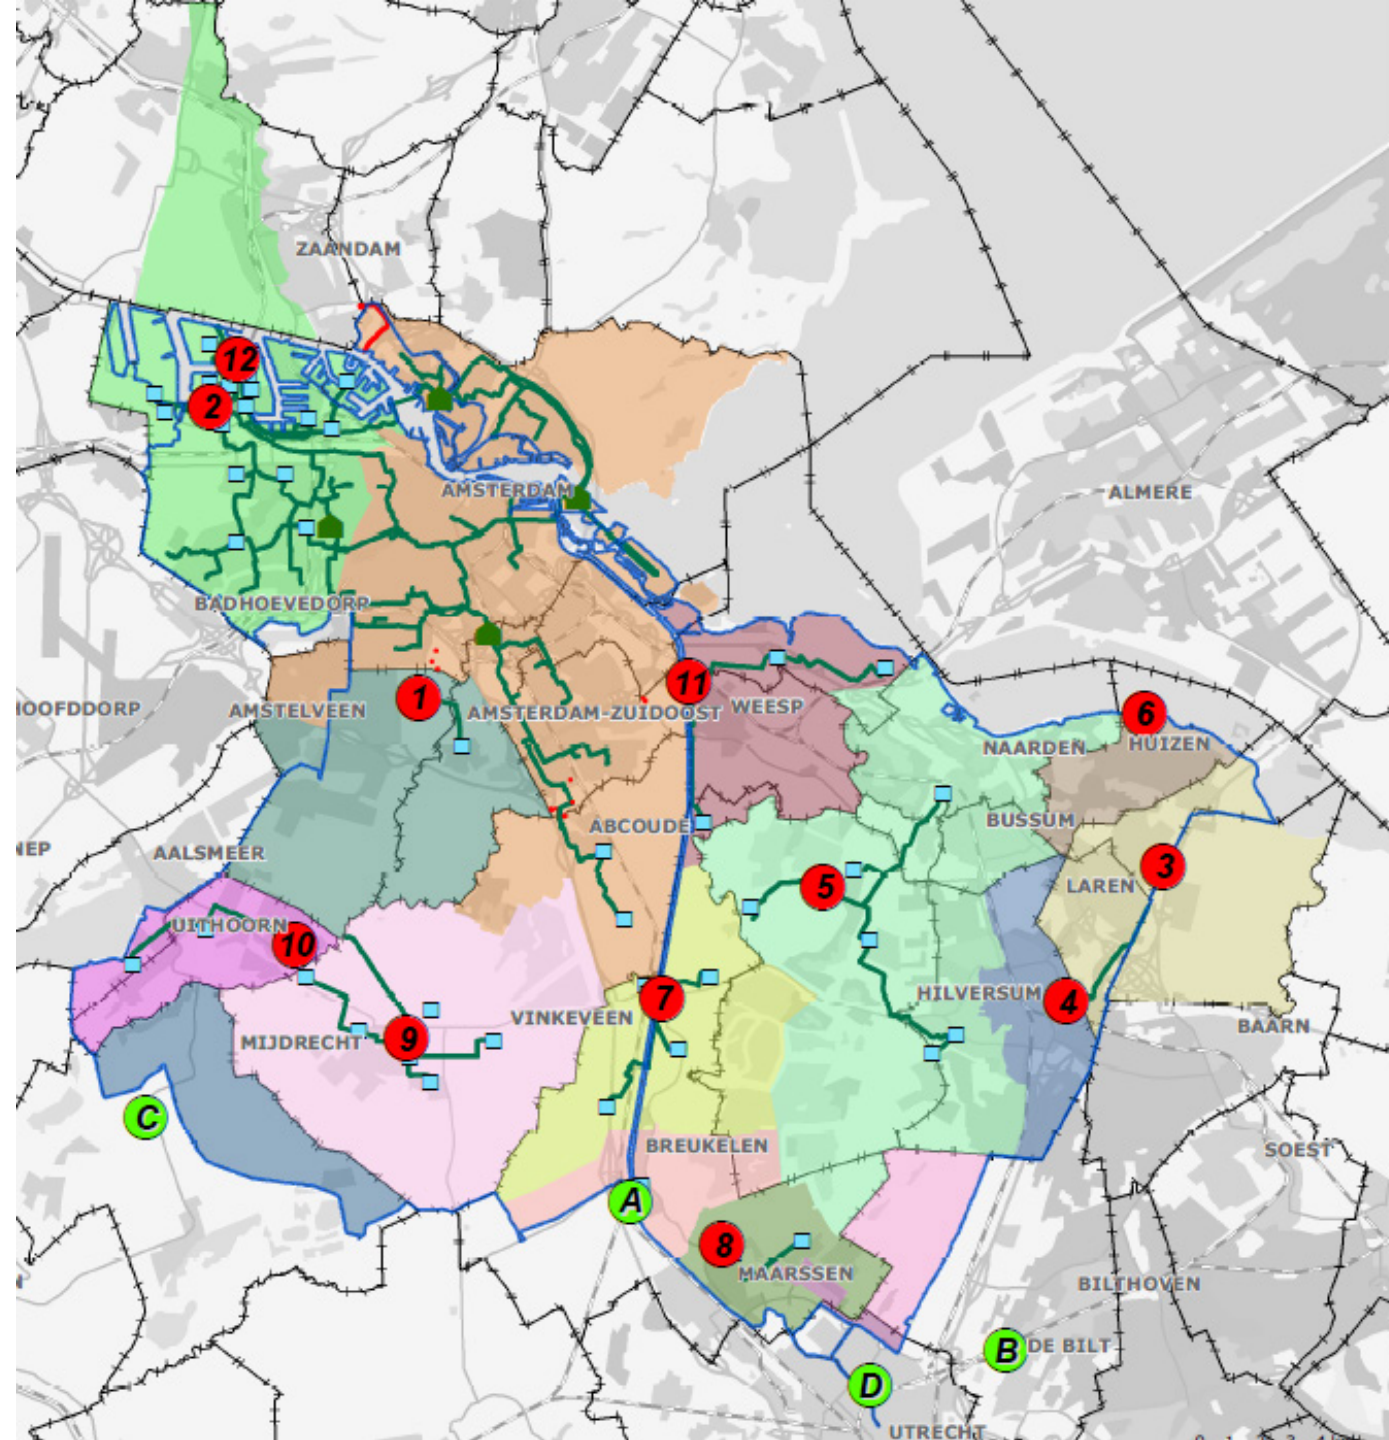 ZAANDAM
12
2
AMSTERDAM
ALMERE
BADHOEVEDORP
11
1
AMSTELVEEN
AMSTERDAM-ZUIDOOST
WEESP
6
HOOFDDORP
NAARDEN
HUIZEN
ABCOUDE
BUSSUM
NEP
AALSMEER
3
5
LAREN
UITHOORN
10
HILVERSUM
4
7
VINKEVEEN
9
MIJDRECHT
BAARN
C
BREUKELEN
SOEST
A
8
MAARSSEN
BILTHOVEN
B
DE BILT
D
UTRECHT